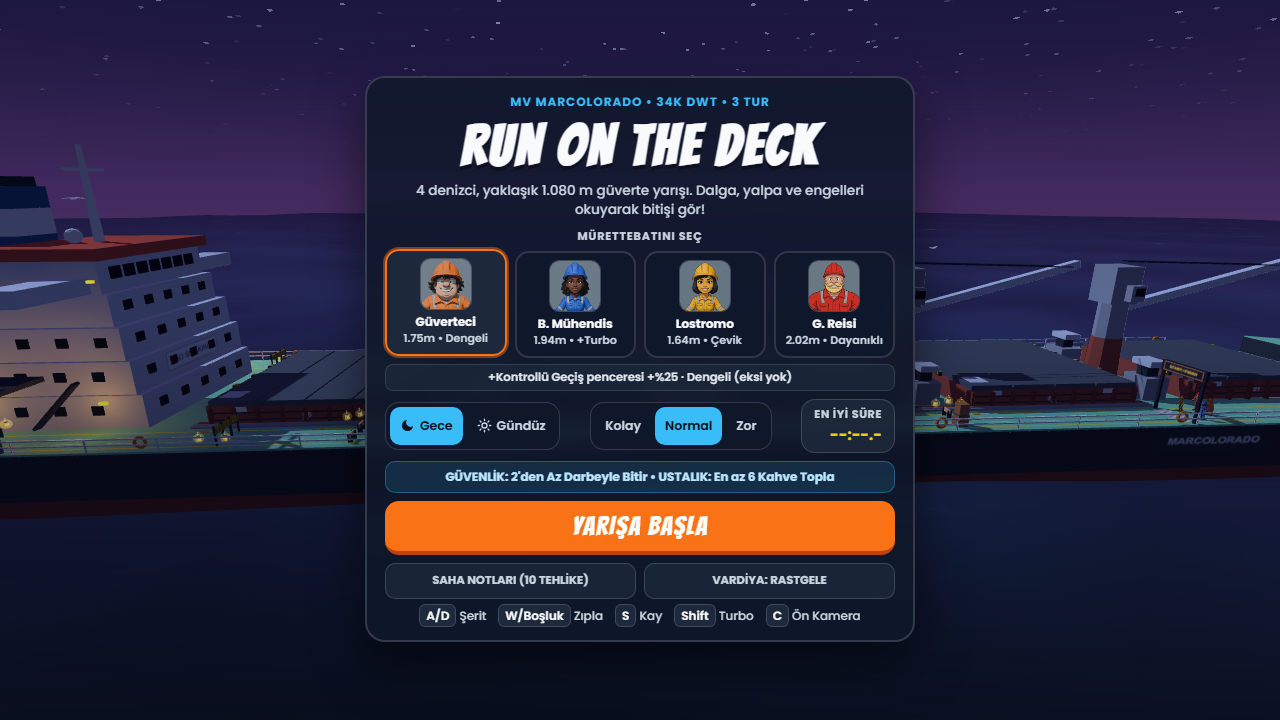 MV MARCOLORADO • 34K DWT • 3 TUR
RUN ON THE DECK
4 denizci, yaklaşık 1.080 m güverte yarışı. Dalga, yalpa ve engelleri
okuyarak bitişi gör!
MÜRETTEBATINI SEÇ
Güverteci
1.75m • Dengeli
B. Mühendis
1.94m • +Turbo
Lostromo
1.64m • Çevik
G. Reisi
2.02m • Dayanıklı
+Kontrollü Geçiş penceresi +%25 · Dengeli (eksi yok)
Gece
Gündüz
Kolay
Normal
Zor
EN İYİ SÜRE
--:--.-
GÜVENLİK: 2'den Az Darbeyle Bitir • USTALIK: En az 6 Kahve Topla
YARIŞA BAŞLA
SAHA NOTLARI (10 TEHLİKE)
VARDİYA: RASTGELE
A/D Şerit W/Boşluk Zıpla S Kay Shift Turbo C Ön Kamera
MARCOLORADO